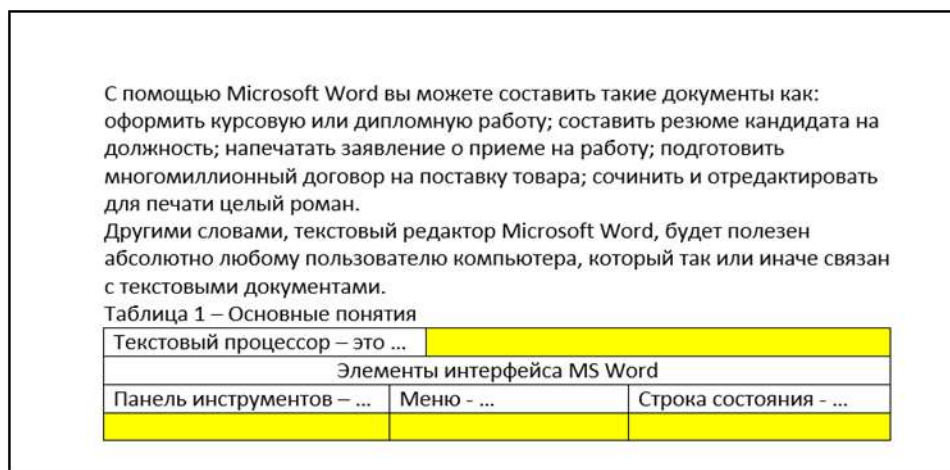 С помощью Microsoft Word вы можете составить такие документы как:
оформить курсовую или дипломную работу; составить резюме кандидата на
должность; напечатать заявление о приеме на работу; подготовить
многомиллионный договор на поставку товара; сочинить и отредактировать
для печати целый роман.
Другими словами, текстовый редактор Microsoft Word, будет полезен
абсолютно любому пользователю компьютера, который так или иначе связан
с текстовыми документами.
Таблица 1 – Основные понятия
Текстовый процессор – это ...
Элементы интерфейса MS Word
Панель инструментов – ... Меню - ... Строка состояния - ...